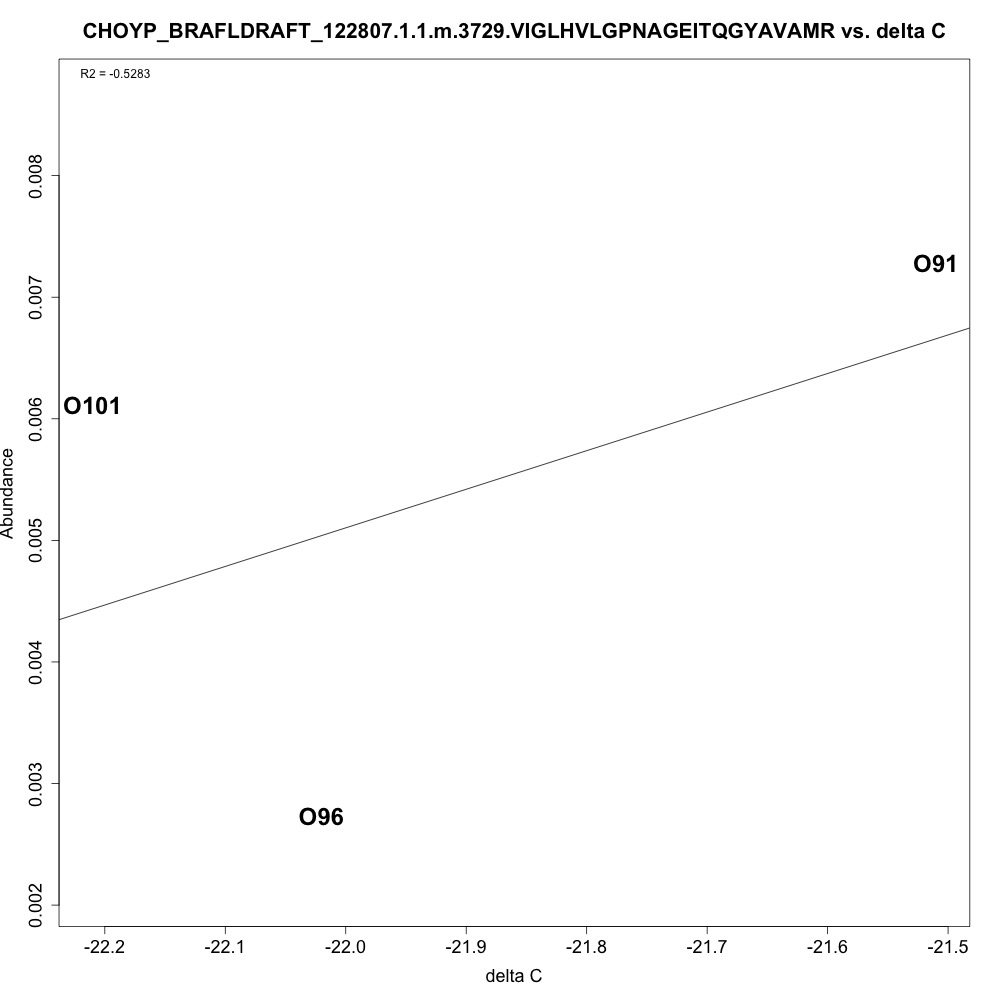 CHOYP_BRAFLDRAFT_122807.1.1.m.3729.VIGLHVLGPNAGEITQGYAVAMR vs. delta C
R2 = -0.5283
0.008
O91
0.007
O101
0.006
Abundance
0.005
0.004
0.003
O96
0.002
-22.2 -22.1 -22.0 -21.9 -21.8 -21.7 -21.6 -21.5
delta C